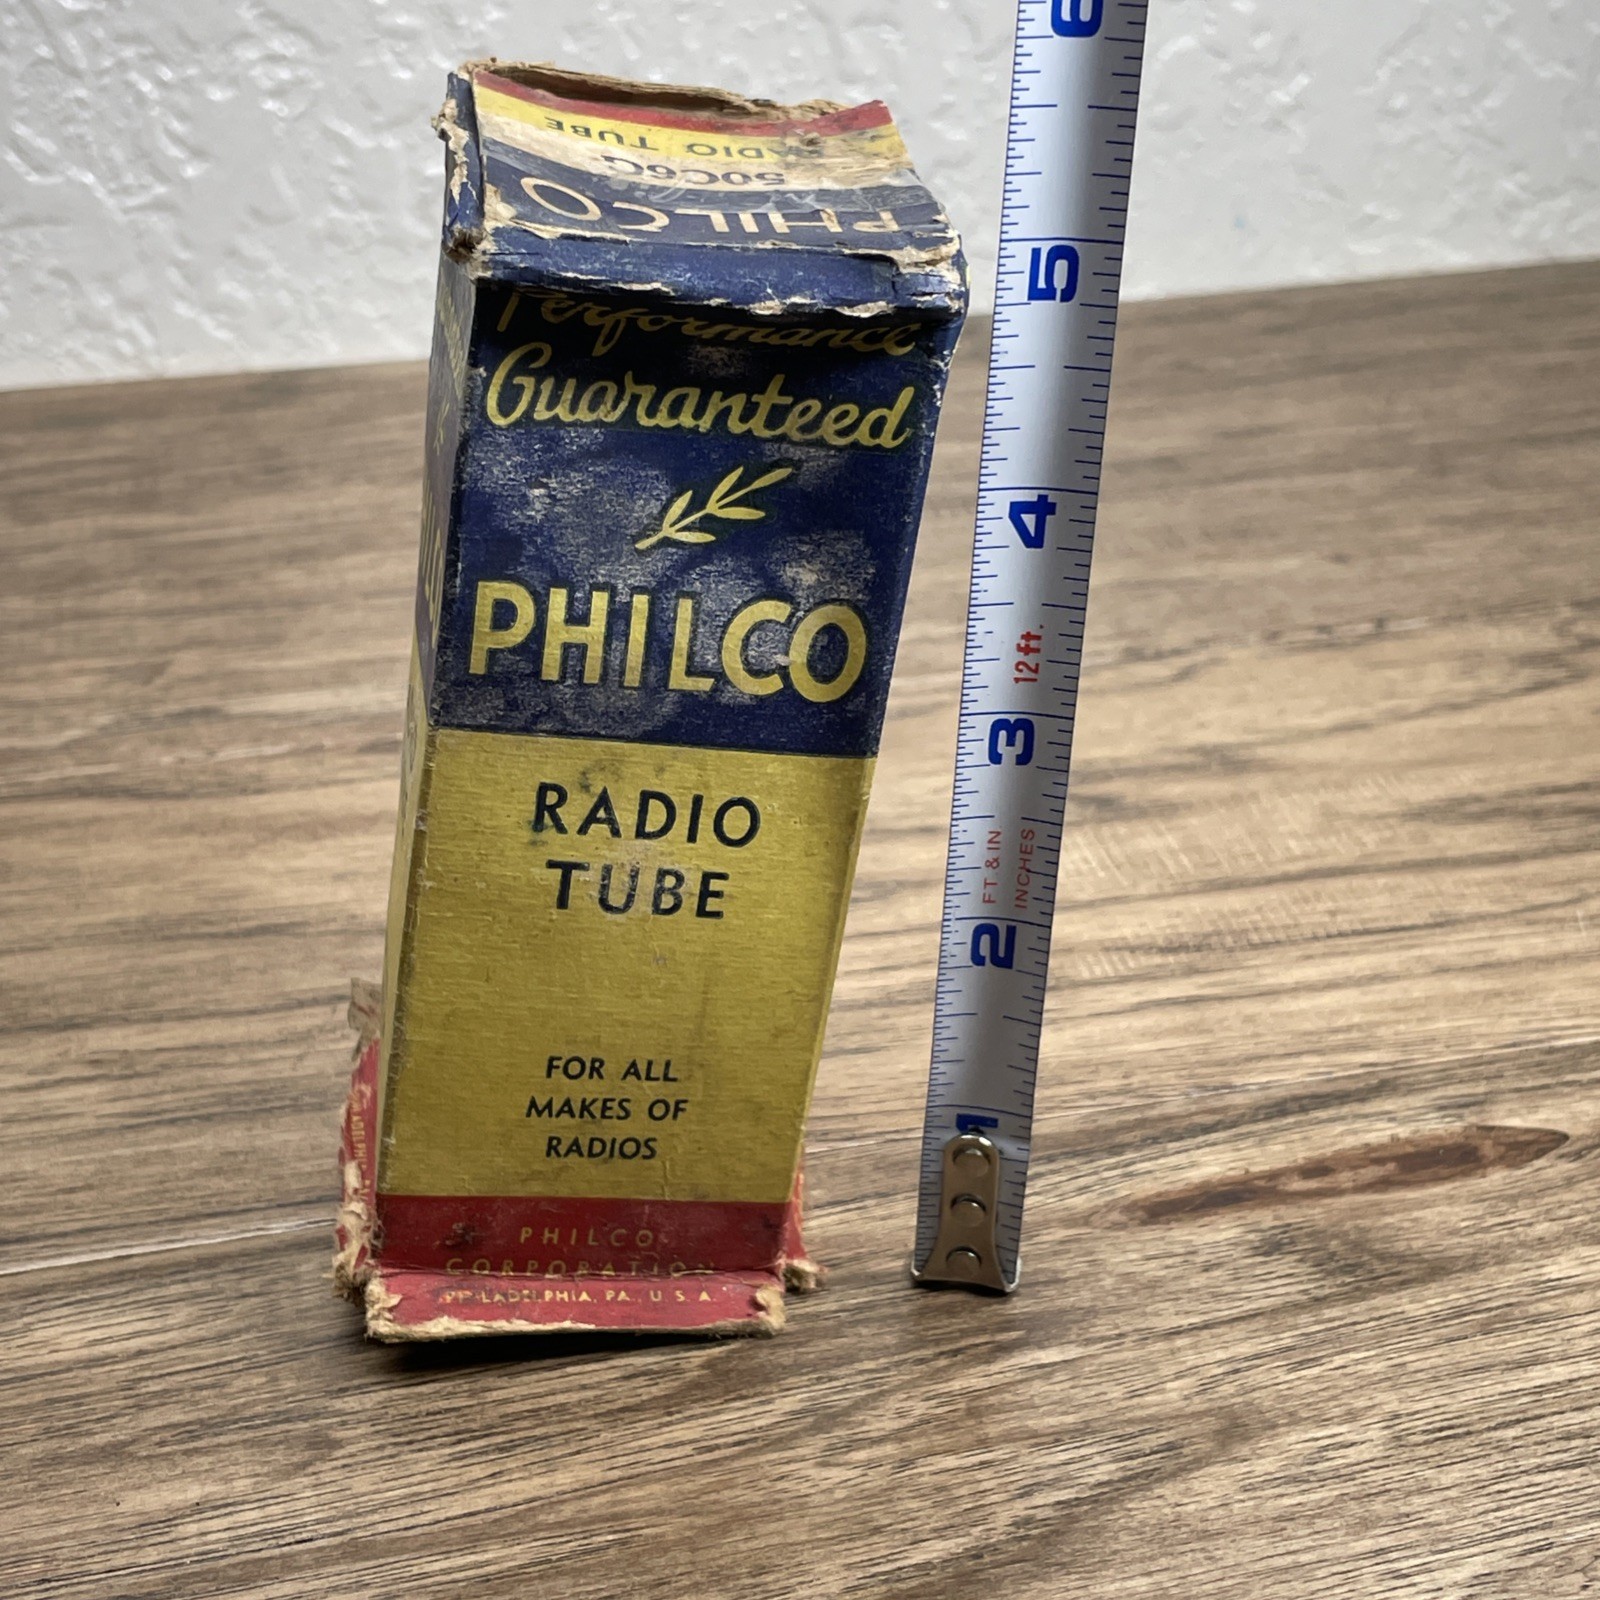 RADIO TUBE
50C6G
PHILCO
Performance
Guaranteed
PHILCO
RADIO
TUBE
FOR ALL
MAKES OF
RADIOS
PHILCO
CORPORATION
PHILADELPHIA, PA., U. S. A.
6
5
4
12 ft.
3
FT & IN
INCHES
2
1